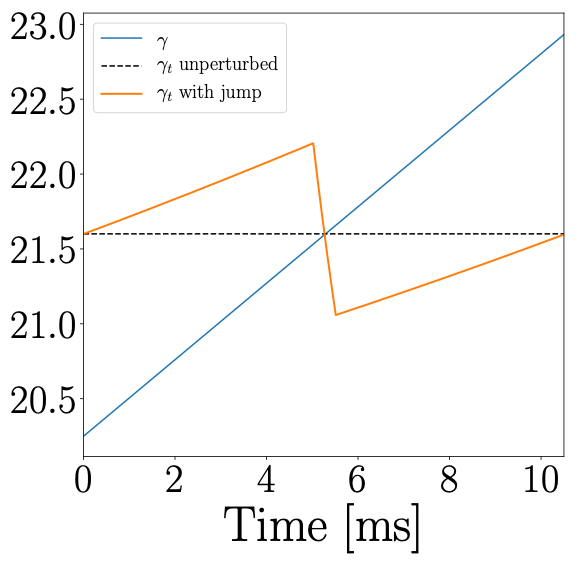 23.0
22.5
22.0
21.5
21.0
20.5
γ
γₜ unperturbed
γₜ with jump
0 2 4 6 8 10
Time [ms]